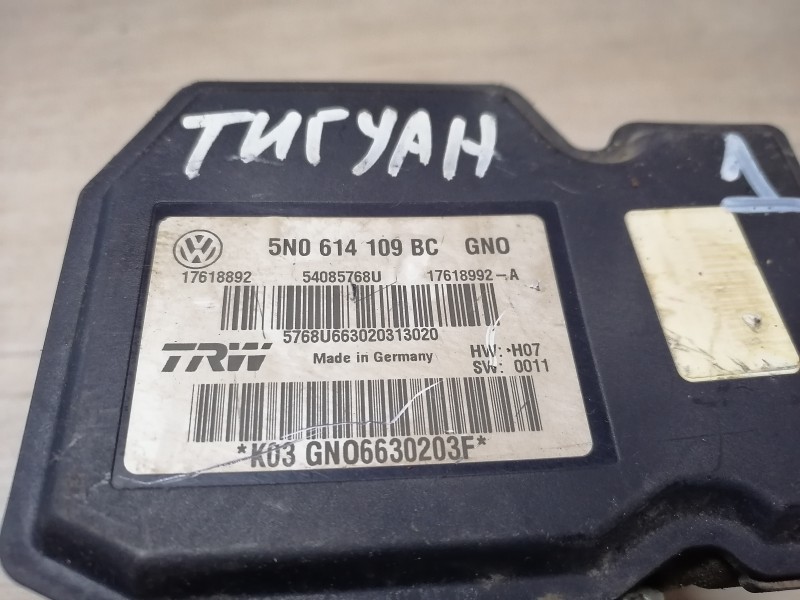 ТИГУАН
1
5N0 614 109 BC GNO
17618892 54085768U 17618992-A
5768U663020313020
TRW Made in Germany HW: H07
SW: 0011
*K03 GNO6630203F*